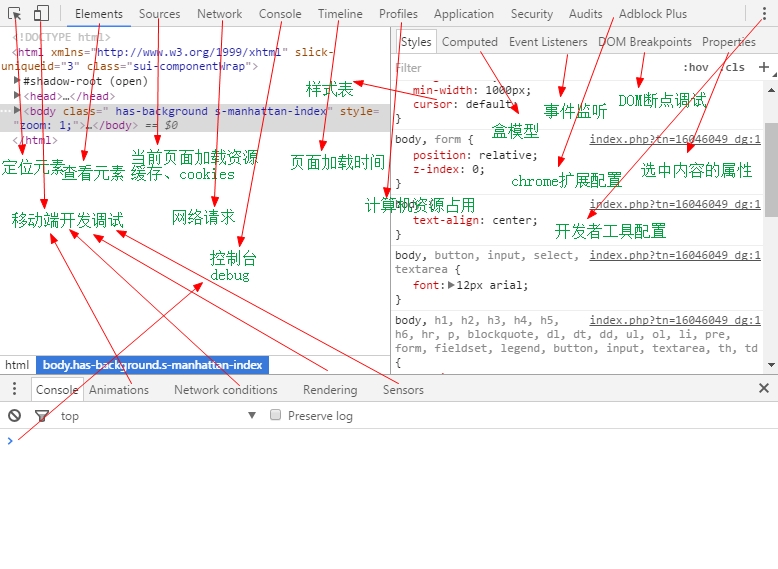 Elements Sources Network Console Timeline Profiles Application Security Audits Adblock Plus
<!DOCTYPE html>
<html xmlns="http://www.w3.org/1999/xhtml" slick-
uniqueid="3" class="sui-componentWrap">
#shadow-root (open)
<head>…</head>
<body class=" has-background s-manhattan-index" style=
"zoom: 1;">…</body> == $0
</html>
定位元素
查看元素
当前页面加载资源
缓存、cookies
页面加载时间
移动端开发调试
网络请求
控制台
debug
样式表
Styles Computed Event Listeners DOM Breakpoints Properties
Filter :hov .cls +
min-width: 1000px;
cursor: default
}
盒模型
事件监听
DOM断点调试
body, form { index.php?tn=16046049_dg:1
position: relative;
z-index: 0;
}
chrome扩展配置
选中内容的属性
计算机资源占用
body { index.php?tn=16046049_dg:1
text-align: center;
}
开发者工具配置
body, button, input, select, index.php?tn=16046049_dg:1
textarea {
font: 12px arial;
}
body, h1, h2, h3, h4, h5, index.php?tn=16046049_dg:1
h6, hr, p, blockquote, dl, dt, dd, ul, ol, li, pre,
form, fieldset, legend, button, input, textarea, th, td
{
html body.has-background.s-manhattan-index
Console Animations Network conditions Rendering Sensors
top Preserve log